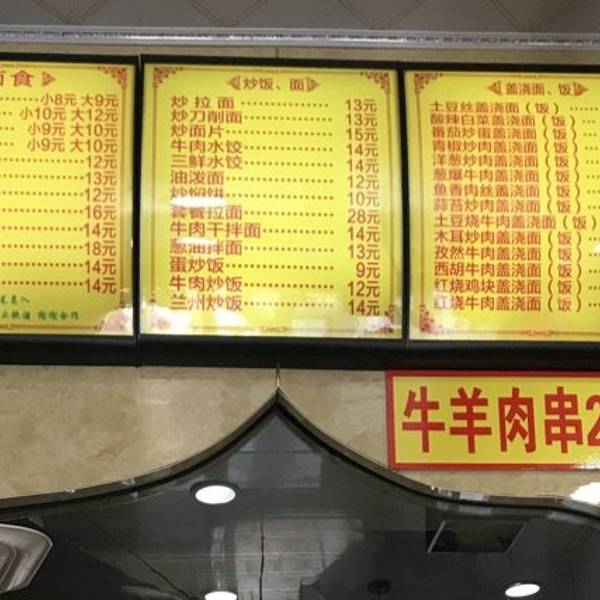 食
小8元 大9元
小10元 大12元
小9元 大10元
小9元 大10元
12元
13元
12元
16元
14元
18元
14元
14元
炒饭、面
炒 拉 面 13元
炒刀削面 13元
炒面片 15元
牛肉水饺 14元
三鲜水饺 14元
油泼面 12元
炒馅饼 10元
套餐拉面 28元
牛肉干拌面 14元
葱油拌面 13元
蛋炒饭 9元
牛肉炒饭 12元
兰州炒饭 14元
盖浇面、饭
土豆丝盖浇面（饭）
酸辣白菜盖浇面（饭）
番茄炒蛋盖浇面（饭）
青椒炒肉盖浇面（饭）
洋葱炒肉盖浇面（饭）
葱爆牛肉盖浇面（饭）
鱼香肉丝盖浇面（饭）
蒜苔炒肉盖浇面（饭）
土豆烧牛肉盖浇面（饭）
木耳炒肉盖浇面（饭）
孜然牛肉盖浇面（饭）
西胡牛肉盖浇面（饭）
红烧鸡块盖浇面（饭）
红烧牛肉盖浇面（饭）
牛羊肉串2